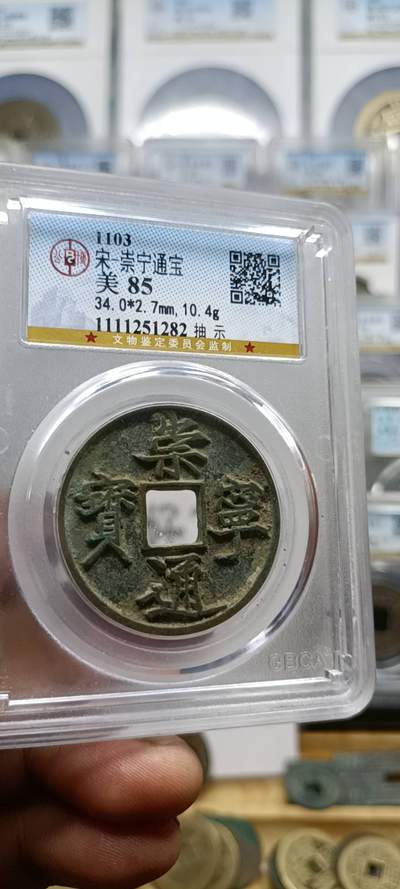 1103
宋-崇宁通宝
美 85
34.0*2.7mm,10.4g
1111251282 抽 示
★ 文物鉴定委员会监制 ★
崇
寶 寧
通
GBCA